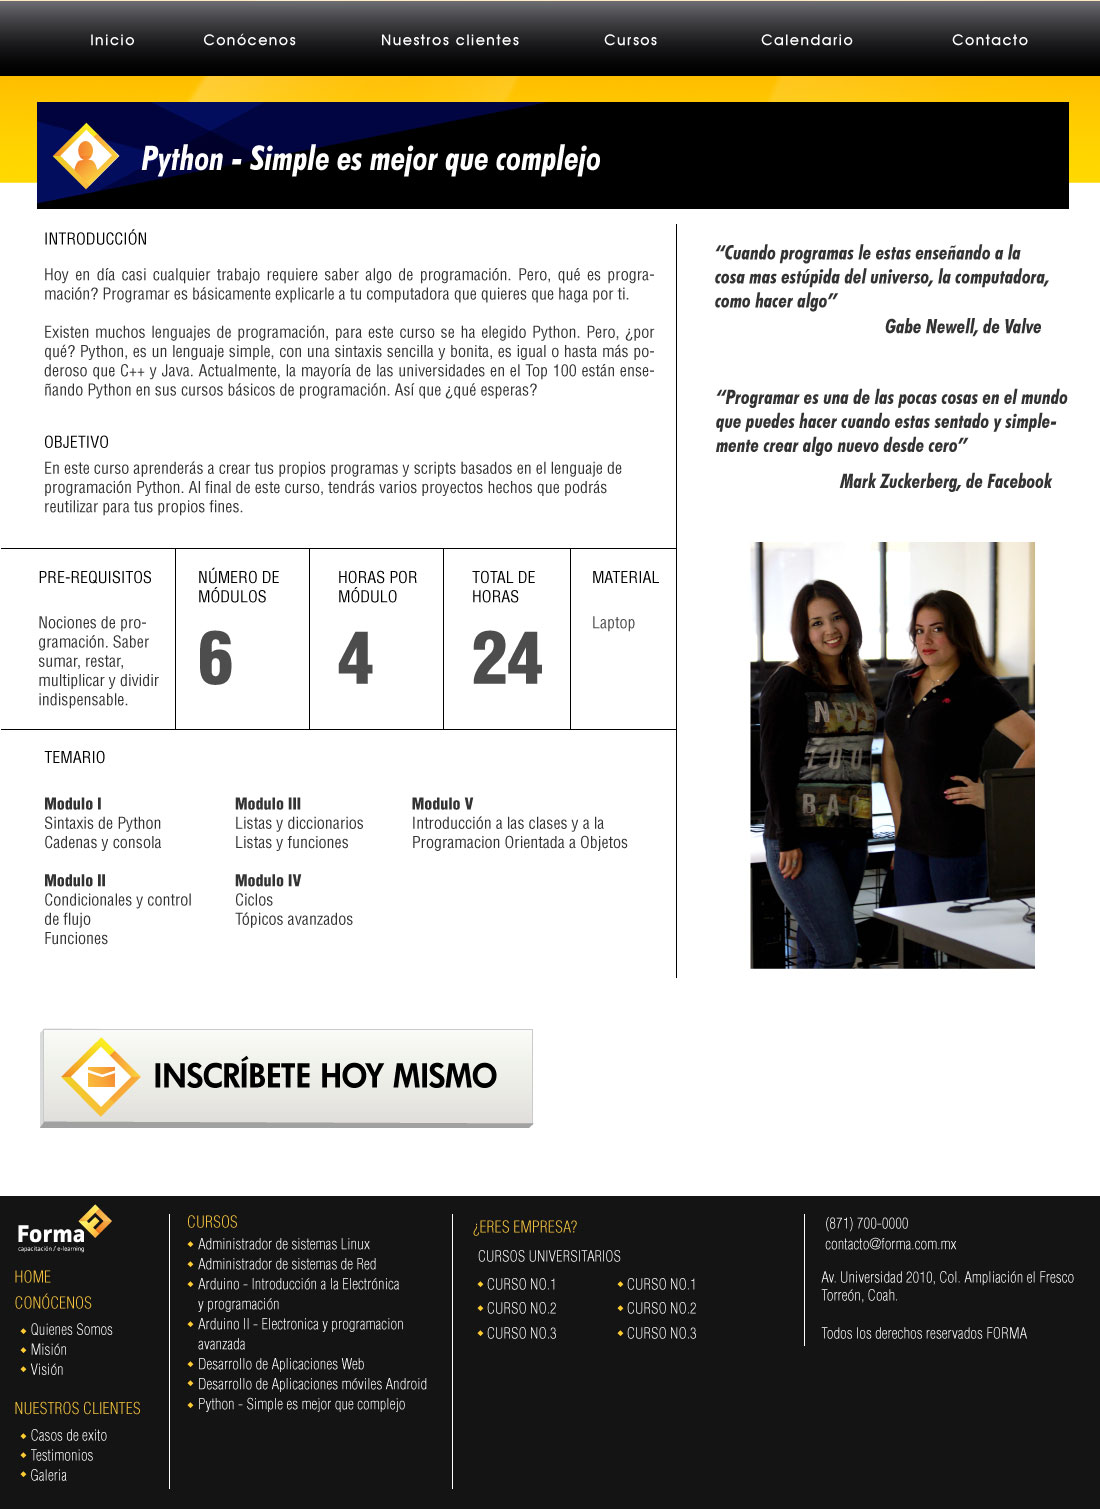 Inicio
Conócenos
Nuestros clientes
Cursos
Calendario
Contacto
Python - Simple es mejor que complejo
INTRODUCCIÓN
Hoy en día casi cualquier trabajo requiere saber algo de programación. Pero, qué es progra-
mación? Programar es básicamente explicarle a tu computadora que quieres que haga por ti.
Existen muchos lenguajes de programación, para este curso se ha elegido Python. Pero, ¿por
qué? Python, es un lenguaje simple, con una sintaxis sencilla y bonita, es igual o hasta más po-
deroso que C++ y Java. Actualmente, la mayoría de las universidades en el Top 100 están ense-
ñando Python en sus cursos básicos de programación. Así que ¿qué esperas?
OBJETIVO
En este curso aprenderás a crear tus propios programas y scripts basados en el lenguaje de
programación Python. Al final de este curso, tendrás varios proyectos hechos que podrás
reutilizar para tus propios fines.
“Cuando programas le estas enseñando a la
cosa mas estúpida del universo, la computadora,
como hacer algo”
Gabe Newell, de Valve
“Programar es una de las pocas cosas en el mundo
que puedes hacer cuando estas sentado y simple-
mente crear algo nuevo desde cero”
Mark Zuckerberg, de Facebook
PRE-REQUISITOS
Nociones de pro-
gramación. Saber
sumar, restar,
multiplicar y dividir
indispensable.
NÚMERO DE
MÓDULOS
6
HORAS POR
MÓDULO
4
TOTAL DE
HORAS
24
MATERIAL
Laptop
TEMARIO
Modulo I
Sintaxis de Python
Cadenas y consola
Modulo II
Condicionales y control
de flujo
Funciones
Modulo III
Listas y diccionarios
Listas y funciones
Modulo IV
Ciclos
Tópicos avanzados
Modulo V
Introducción a las clases y a la
Programacion Orientada a Objetos
INSCRÍBETE HOY MISMO
Forma
capacitación / e-learning
HOME
CONÓCENOS
Quienes Somos
Misión
Visión
NUESTROS CLIENTES
Casos de exito
Testimonios
Galeria
CURSOS
Administrador de sistemas Linux
Administrador de sistemas de Red
Arduino - Introducción a la Electrónica
y programación
Arduino II - Electronica y programacion
avanzada
Desarrollo de Aplicaciones Web
Desarrollo de Aplicaciones móviles Android
Python - Simple es mejor que complejo
¿ERES EMPRESA?
CURSOS UNIVERSITARIOS
CURSO NO.1
CURSO NO.2
CURSO NO.3
CURSO NO.1
CURSO NO.2
CURSO NO.3
(871) 700-0000
contacto@forma.com.mx
Av. Universidad 2010, Col. Ampliación el Fresco
Torreón, Coah.
Todos los derechos reservados FORMA